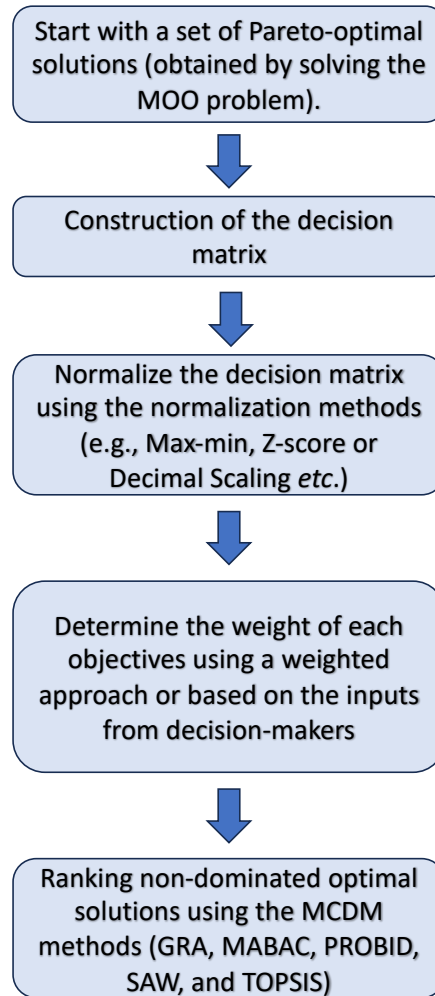 Start with a set of Pareto-optimal
solutions (obtained by solving the
MOO problem).
Construction of the decision
matrix
Normalize the decision matrix
using the normalization methods
(e.g., Max-min, Z-score or
Decimal Scaling etc.)
Determine the weight of each
objectives using a weighted
approach or based on the inputs
from decision-makers
Ranking non-dominated optimal
solutions using the MCDM
methods (GRA, MABAC, PROBID,
SAW, and TOPSIS)